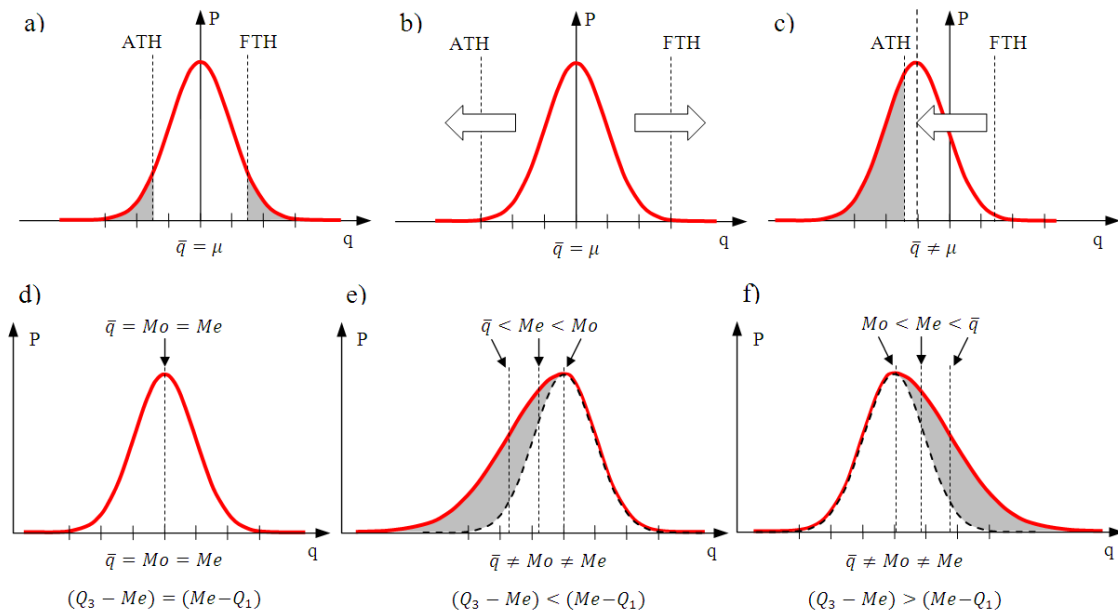 a)
P
ATH
FTH
q
q̄ = μ
b)
P
ATH
FTH
q
q̄ = μ
c)
P
ATH
FTH
q
q̄ ≠ μ
d)
P
q̄ = Mo = Me
q
q̄ = Mo = Me
(Q₃ − Me) = (Me−Q₁)
e)
P
q̄ < Me < Mo
q
q̄ ≠ Mo ≠ Me
(Q₃ − Me) < (Me−Q₁)
f)
P
Mo < Me < q̄
q
q̄ ≠ Mo ≠ Me
(Q₃ − Me) > (Me−Q₁)